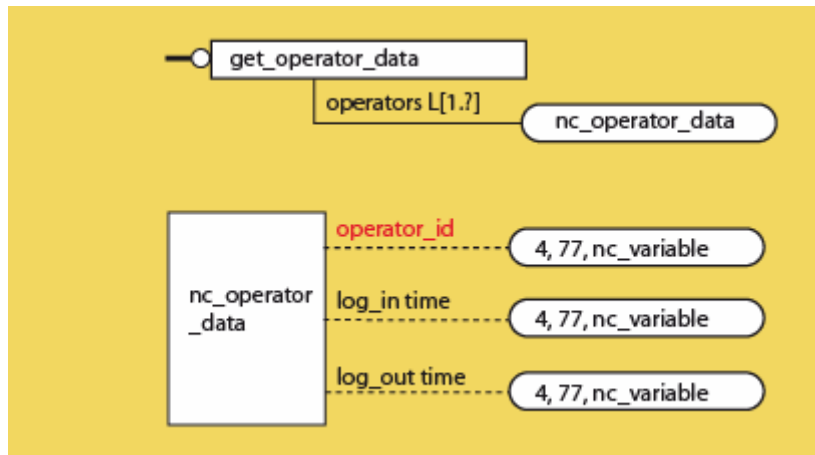 get_operator_data
operators L[1.?]
nc_operator_data
operator_id
4, 77, nc_variable
nc_operator
_data
log_in time
4, 77, nc_variable
log_out time
4, 77, nc_variable